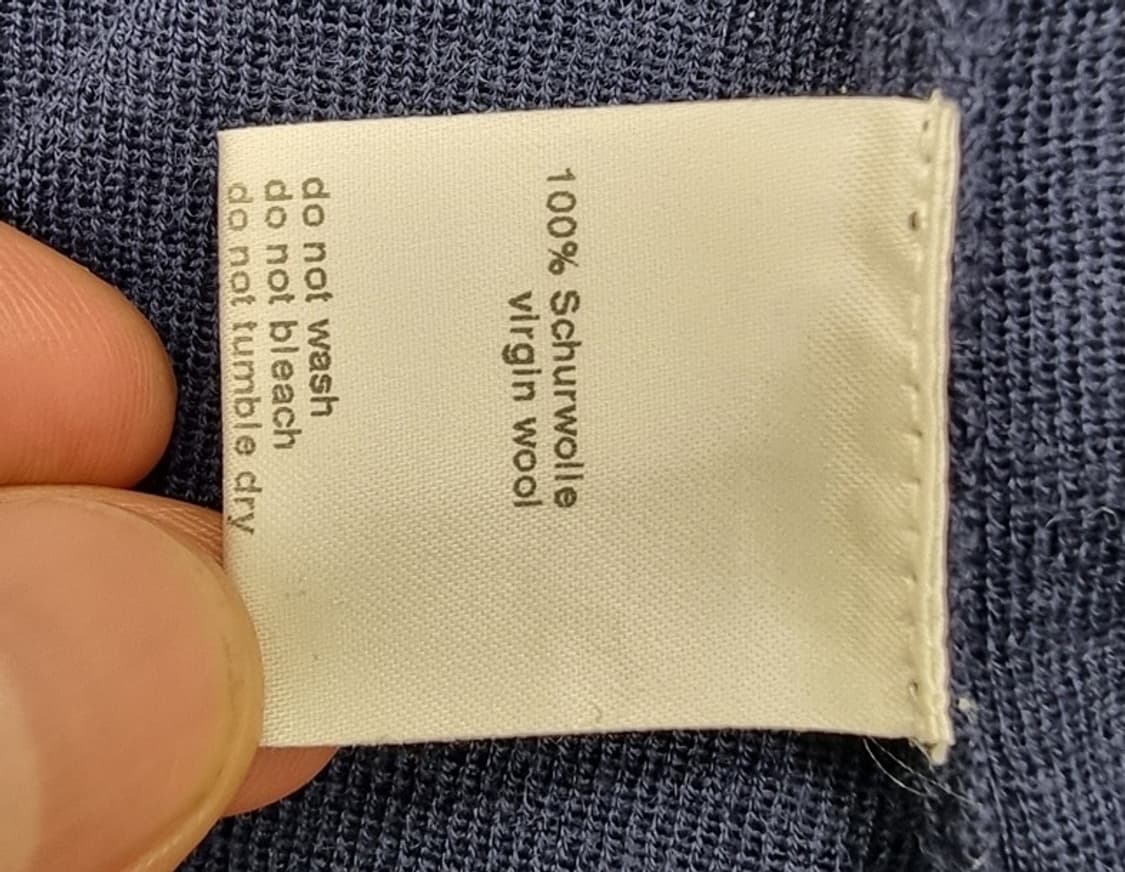 100% Schurwolle
virgin wool
do not wash
do not bleach
do not tumble dry